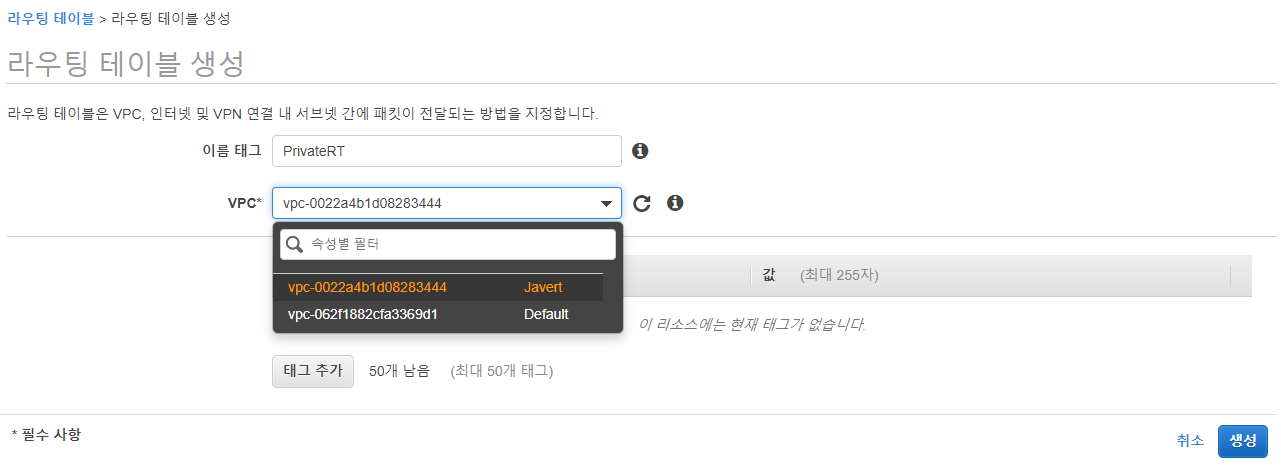 라우팅 테이블 > 라우팅 테이블 생성
라우팅 테이블 생성
라우팅 테이블은 VPC, 인터넷 및 VPN 연결 내 서브넷 간에 패킷이 전달되는 방법을 지정합니다.
이름 태그 PrivateRT
VPC* vpc-0022a4b1d08283444
속성별 필터
값 (최대 255자)
vpc-0022a4b1d08283444 Javert
vpc-062f1882cfa3369d1 Default
이 리소스에는 현재 태그가 없습니다.
태그 추가 50개 남음 (최대 50개 태그)
* 필수 사항
취소 생성